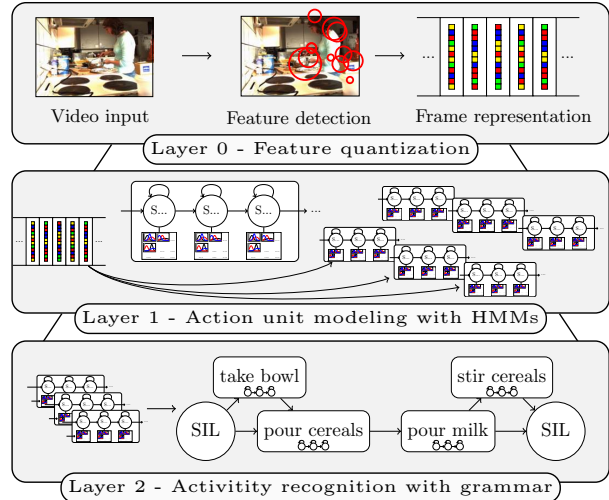 Video input
Feature detection
Frame representation
Layer 0 - Feature quantization
S... S... S...
Layer 1 - Action unit modeling with HMMs
take bowl
stir cereals
SIL
pour cereals
pour milk
SIL
Layer 2 - Activitity recognition with grammar